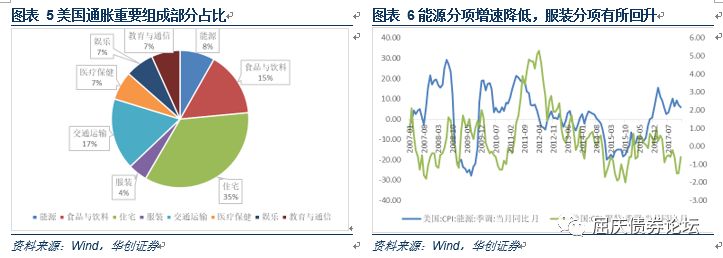 图表 5 美国通胀重要组成部分占比
能源
8%
食品与饮料
15%
住宅
35%
服装
4%
交通运输
17%
医疗保健
7%
娱乐
7%
教育与通信
7%
能源 食品与饮料 住宅 服装 交通运输 医疗保健 娱乐 教育与通信
资料来源：Wind，华创证券
图表 6 能源分项增速降低，服装分项有所回升
40.00
30.00
20.00
10.00
0.00
-10.00
-20.00
-30.00
-40.00
6.00
5.00
4.00
3.00
2.00
1.00
0.00
-1.00
-2.00
-3.00
美国:CPI:能源:季调:当月同比 月
资料来源：Wind，华创证券
屈庆债券论坛